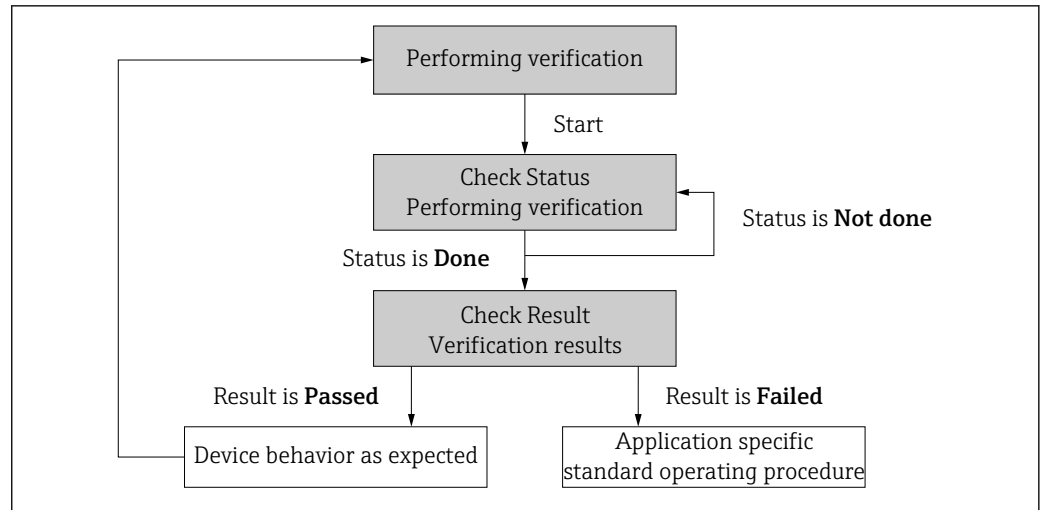 Performing verification
Start
Check Status
Performing verification
Status is Not done
Status is Done
Check Result
Verification results
Result is Passed
Result is Failed
Device behavior as expected
Application specific
standard operating procedure